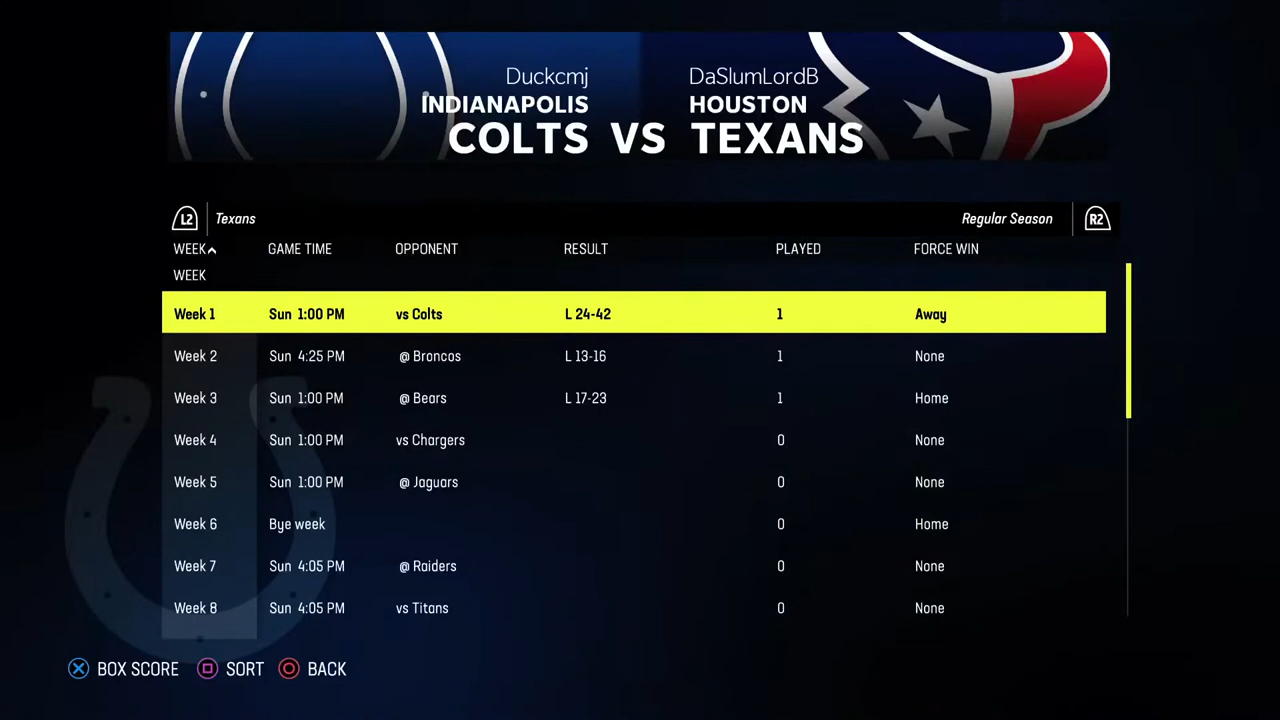 Duckcmj DaSlumLordB
INDIANAPOLIS HOUSTON
COLTS VS TEXANS
L2 Texans Regular Season R2
WEEK GAME TIME OPPONENT RESULT PLAYED FORCE WIN
WEEK
Week 1 Sun 1:00 PM vs Colts L 24-42 1 Away
Week 2 Sun 4:25 PM @ Broncos L 13-16 1 None
Week 3 Sun 1:00 PM @ Bears L 17-23 1 Home
Week 4 Sun 1:00 PM vs Chargers 0 None
Week 5 Sun 1:00 PM @ Jaguars 0 None
Week 6 Bye week 0 Home
Week 7 Sun 4:05 PM @ Raiders 0 None
Week 8 Sun 4:05 PM vs Titans 0 None
BOX SCORE SORT BACK